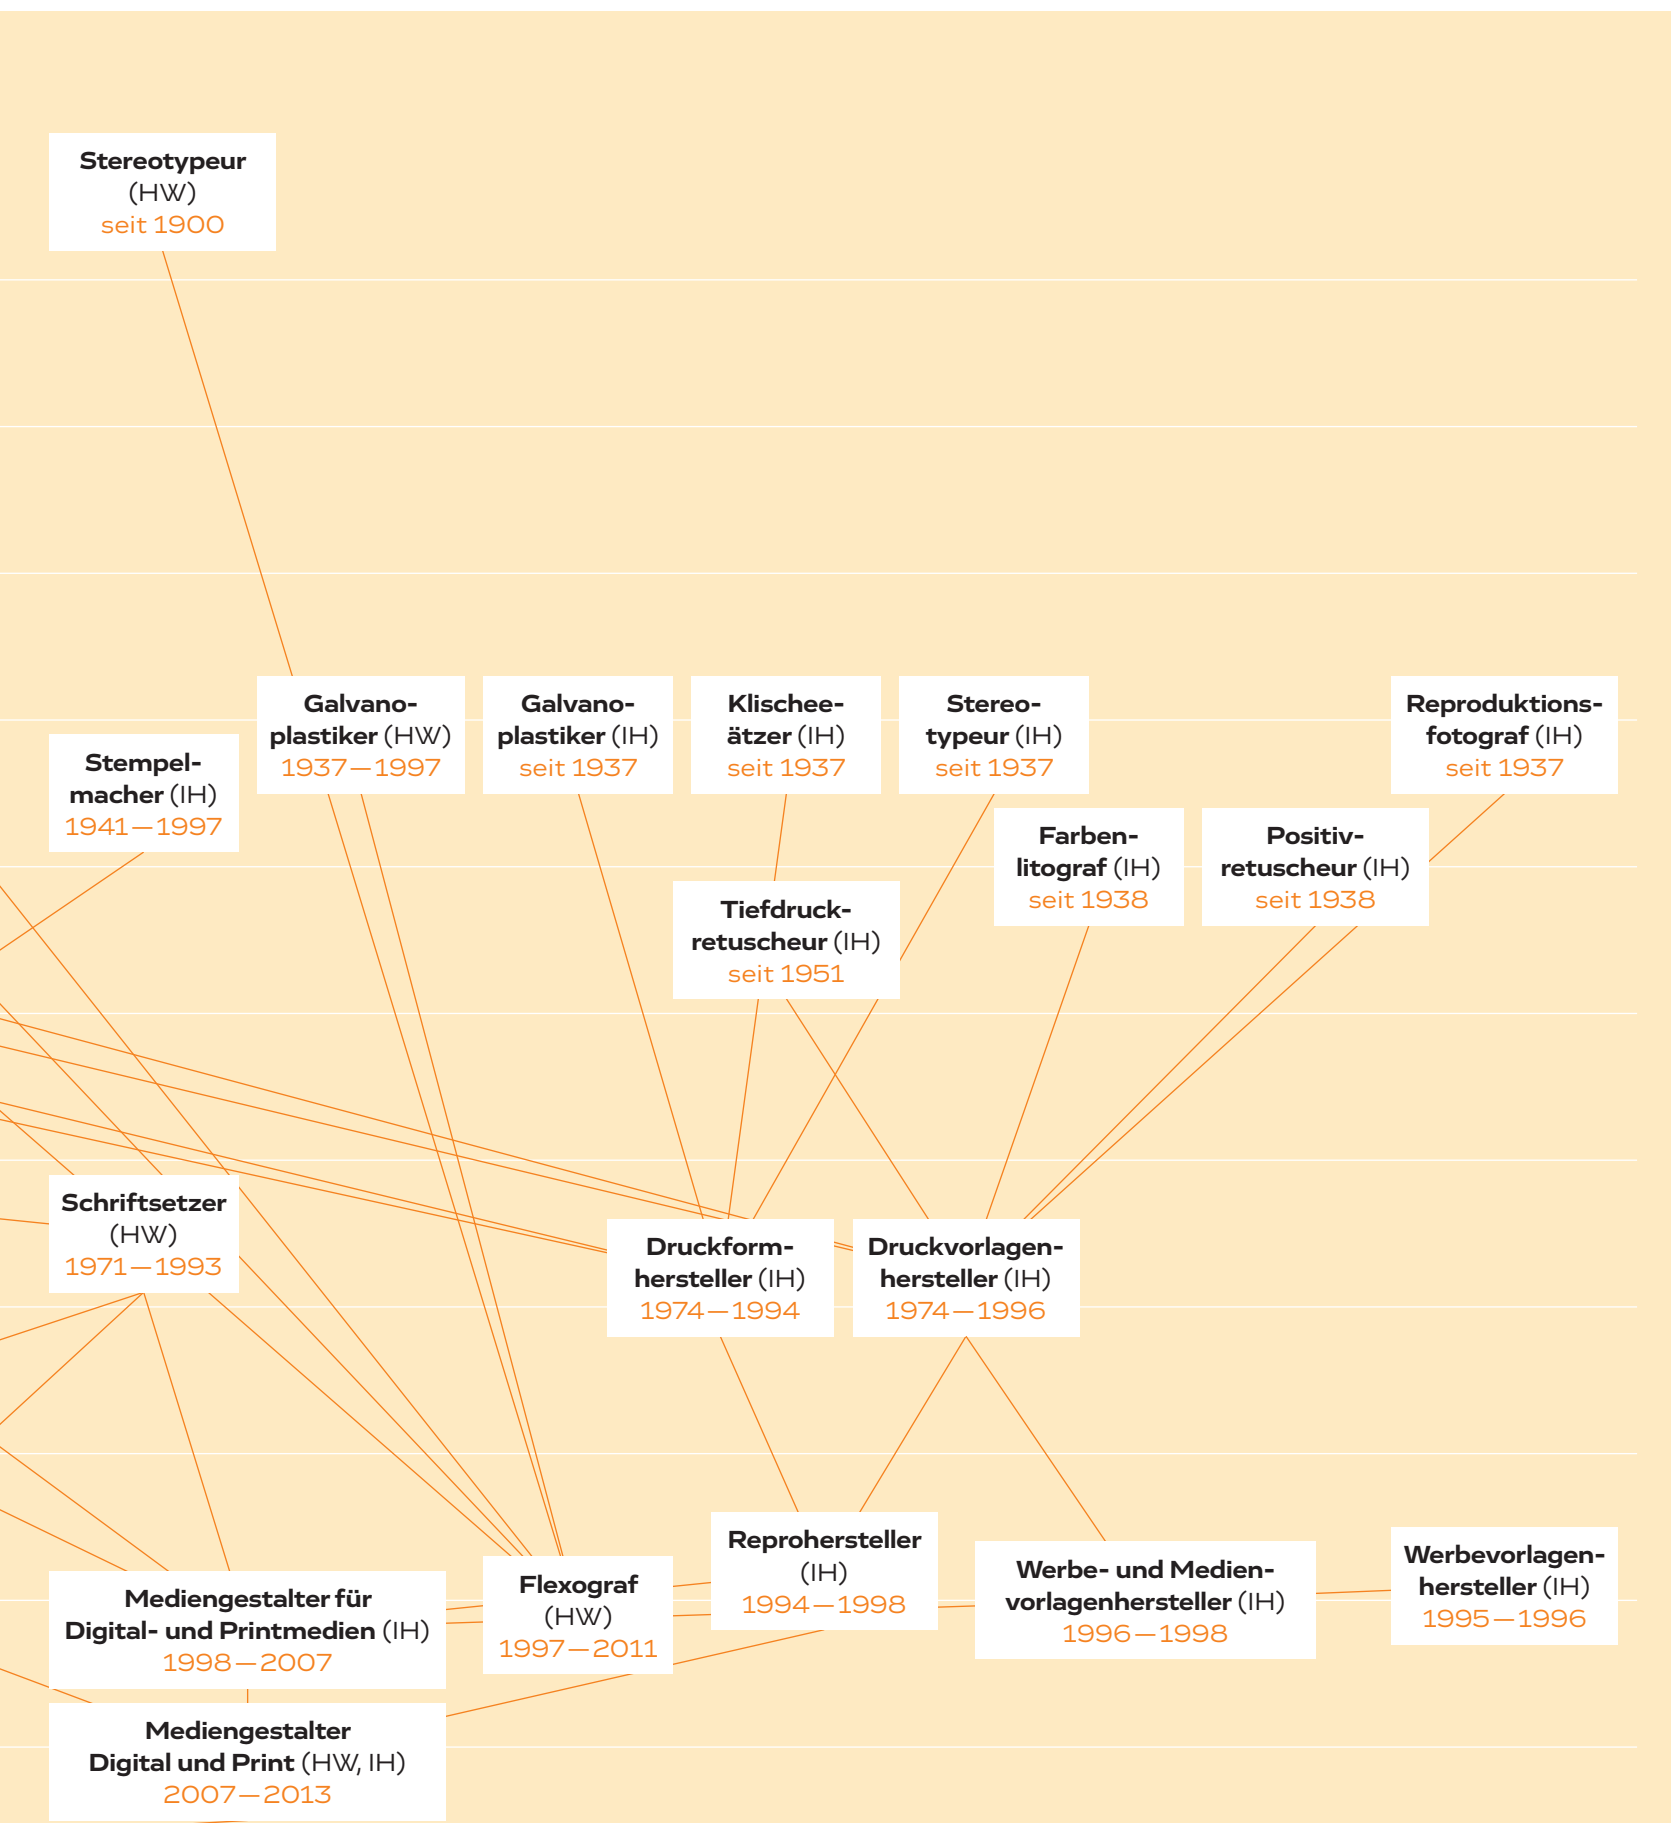 Stereotypeur
(HW)
seit 1900
Galvano-
plastiker (HW)
1937—1997
Galvano-
plastiker (IH)
seit 1937
Klischee-
ätzer (IH)
seit 1937
Stereo-
typeur (IH)
seit 1937
Reproduktions-
fotograf (IH)
seit 1937
Stempel-
macher (IH)
1941—1997
Farben-
litograf (IH)
seit 1938
Positiv-
retuscheur (IH)
seit 1938
Tiefdruck-
retuscheur (IH)
seit 1951
Schriftsetzer
(HW)
1971—1993
Druckform-
hersteller (IH)
1974—1994
Druckvorlagen-
hersteller (IH)
1974—1996
Reprohersteller
(IH)
1994—1998
Werbe- und Medien-
vorlagenhersteller (IH)
1996—1998
Werbevorlagen-
hersteller (IH)
1995—1996
Flexograf
(HW)
1997—2011
Mediengestalter für
Digital- und Printmedien (IH)
1998—2007
Mediengestalter
Digital und Print (HW, IH)
2007—2013